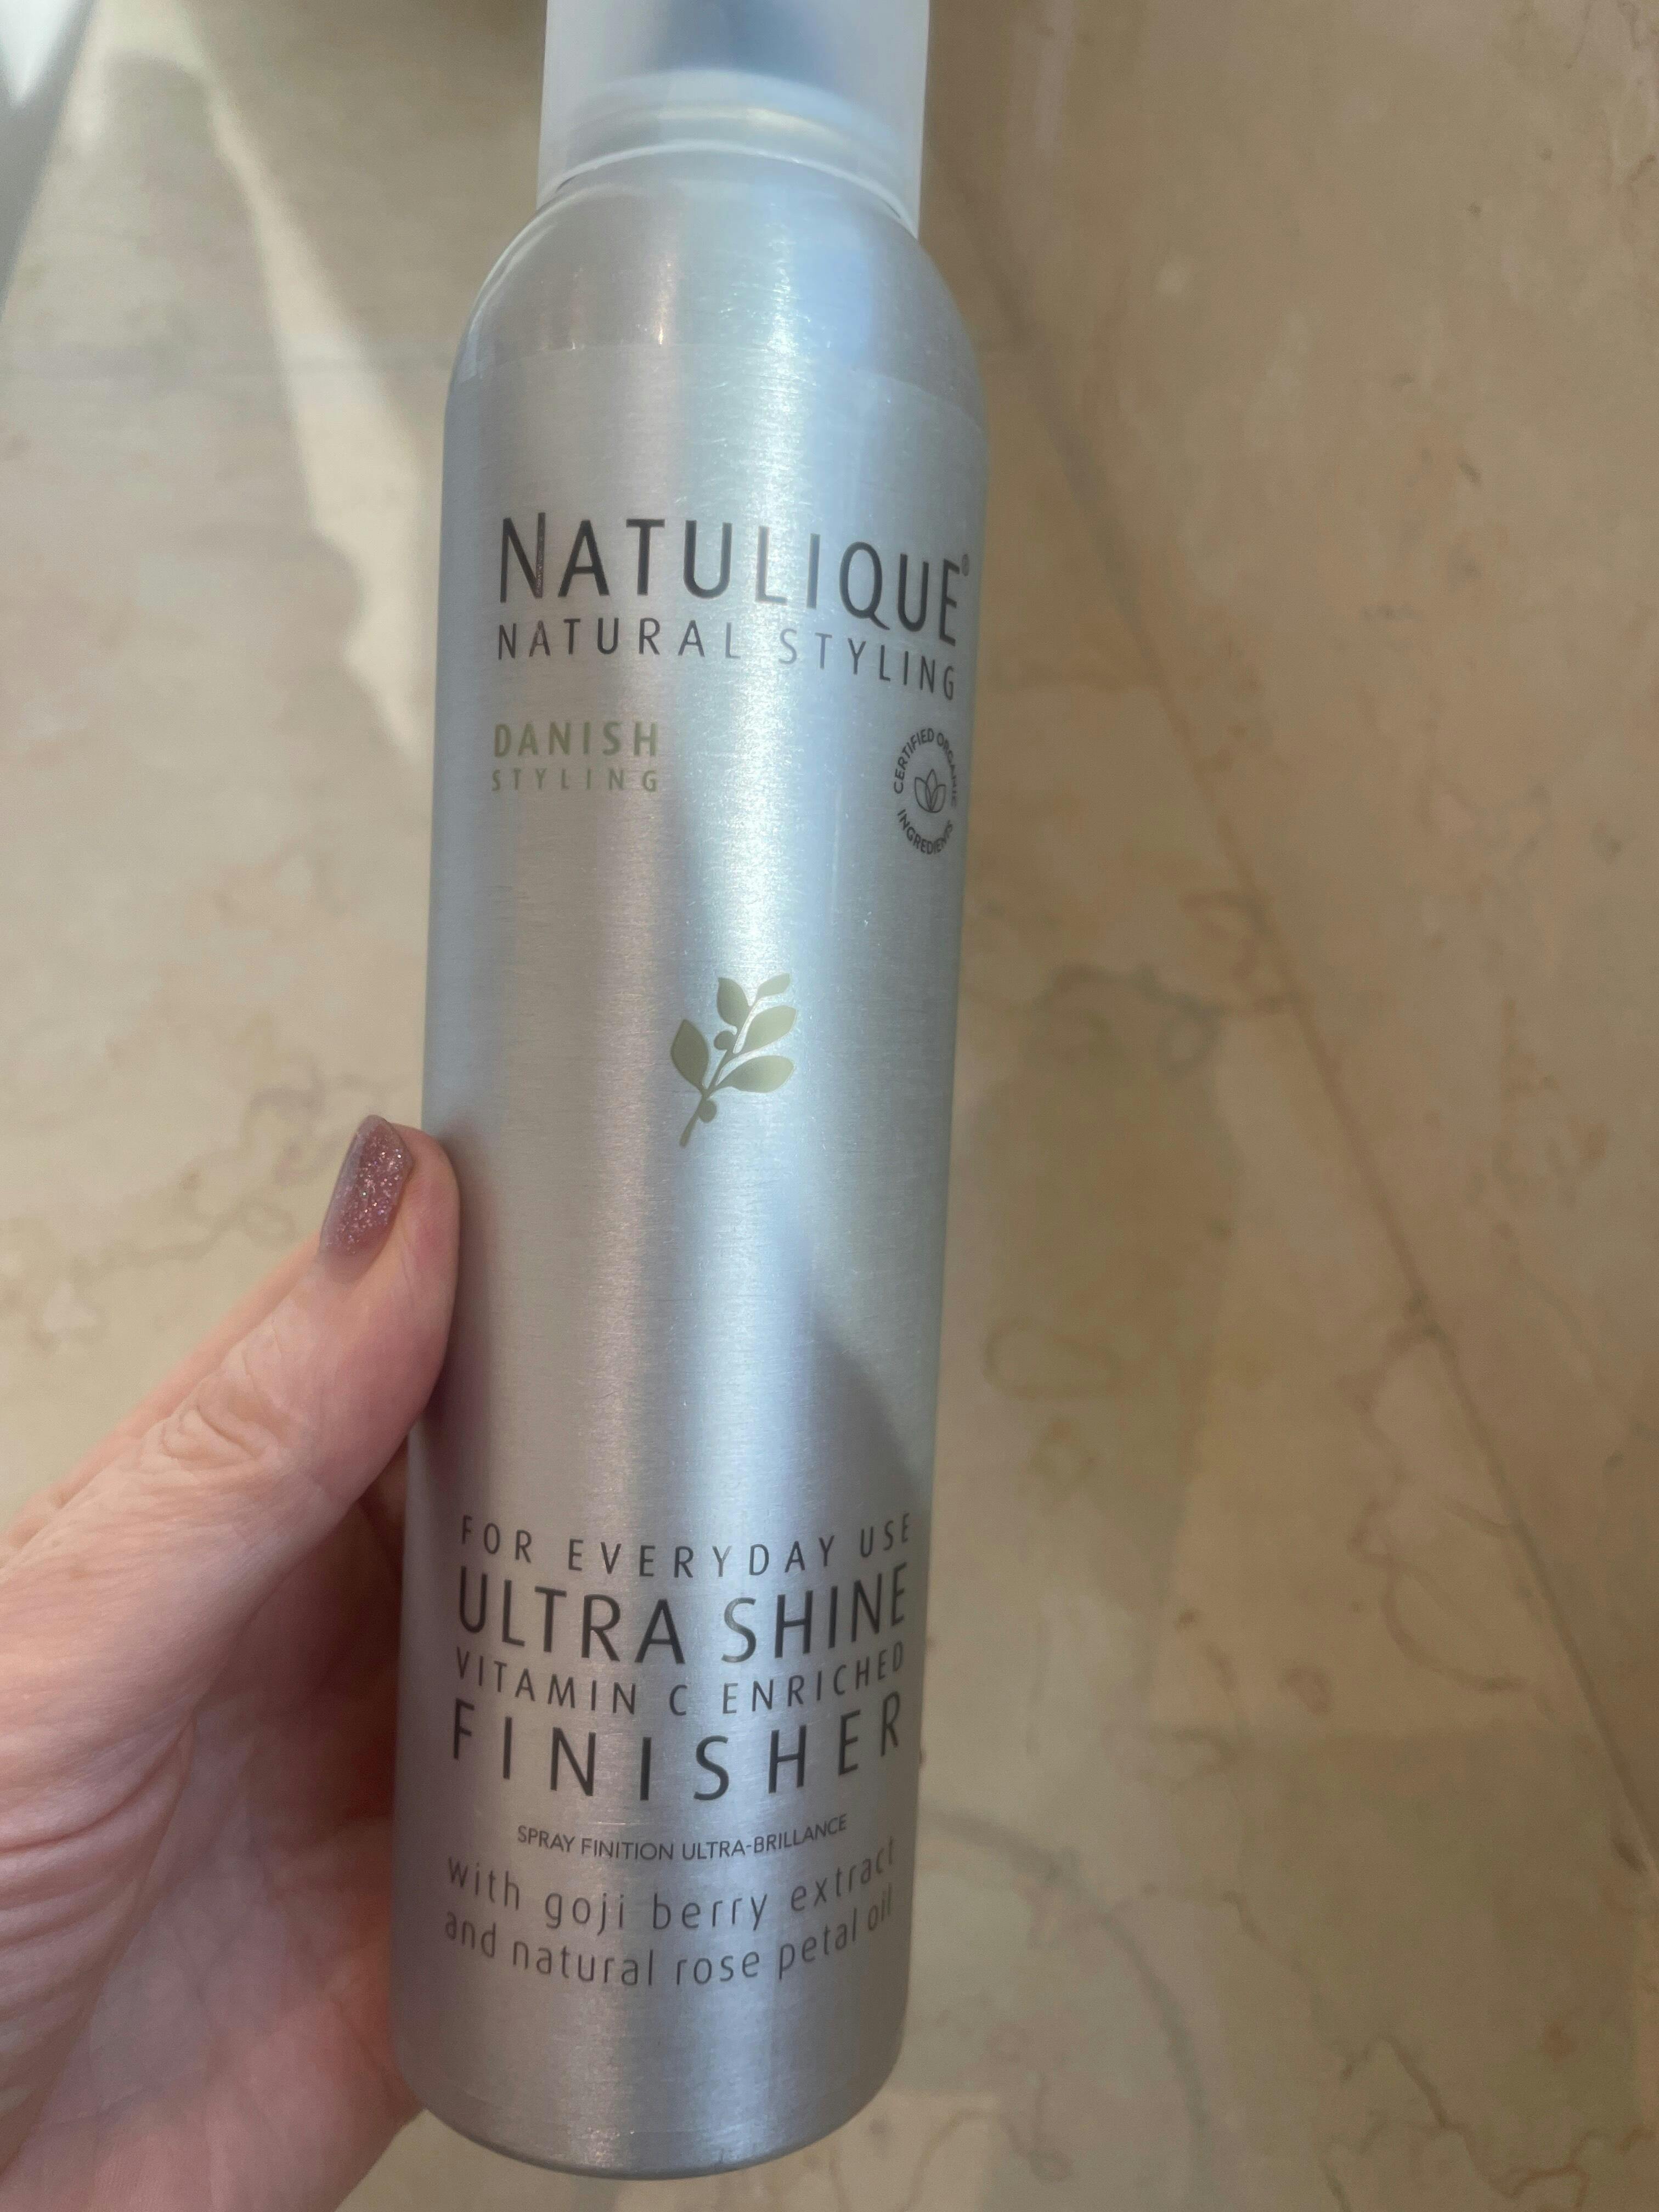 NATULIQUE®
NATURAL STYLING
DANISH
STYLING
CERTIFIED ORGANIC
INGREDIENTS
FOR EVERYDAY USE
ULTRA SHINE
VITAMIN C ENRICHED
FINISHER
SPRAY FINITION ULTRA-BRILLANCE
with goji berry extract
and natural rose petal oil